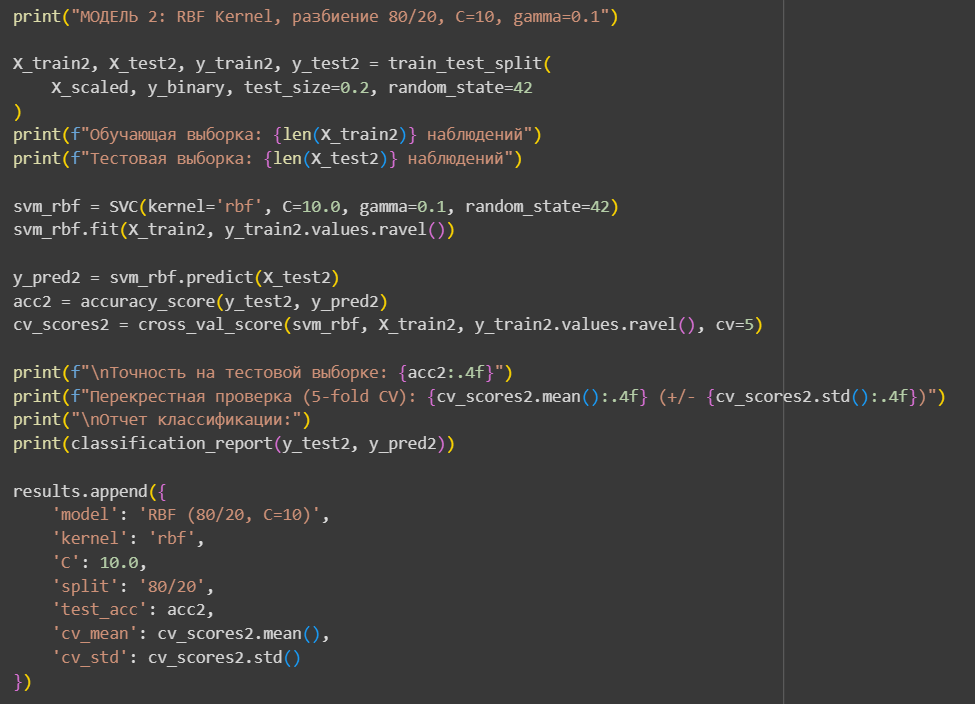 print("МОДЕЛЬ 2: RBF Kernel, разбиение 80/20, C=10, gamma=0.1")

X_train2, X_test2, y_train2, y_test2 = train_test_split(
    X_scaled, y_binary, test_size=0.2, random_state=42
)
print(f"Обучающая выборка: {len(X_train2)} наблюдений")
print(f"Тестовая выборка: {len(X_test2)} наблюдений")

svm_rbf = SVC(kernel='rbf', C=10.0, gamma=0.1, random_state=42)
svm_rbf.fit(X_train2, y_train2.values.ravel())

y_pred2 = svm_rbf.predict(X_test2)
acc2 = accuracy_score(y_test2, y_pred2)
cv_scores2 = cross_val_score(svm_rbf, X_train2, y_train2.values.ravel(), cv=5)

print(f"\nТочность на тестовой выборке: {acc2:.4f}")
print(f"Перекрестная проверка (5-fold CV): {cv_scores2.mean():.4f} (+/- {cv_scores2.std():.4f})")
print("\nОтчет классификации:")
print(classification_report(y_test2, y_pred2))

results.append({
    'model': 'RBF (80/20, C=10)',
    'kernel': 'rbf',
    'C': 10.0,
    'split': '80/20',
    'test_acc': acc2,
    'cv_mean': cv_scores2.mean(),
    'cv_std': cv_scores2.std()
})